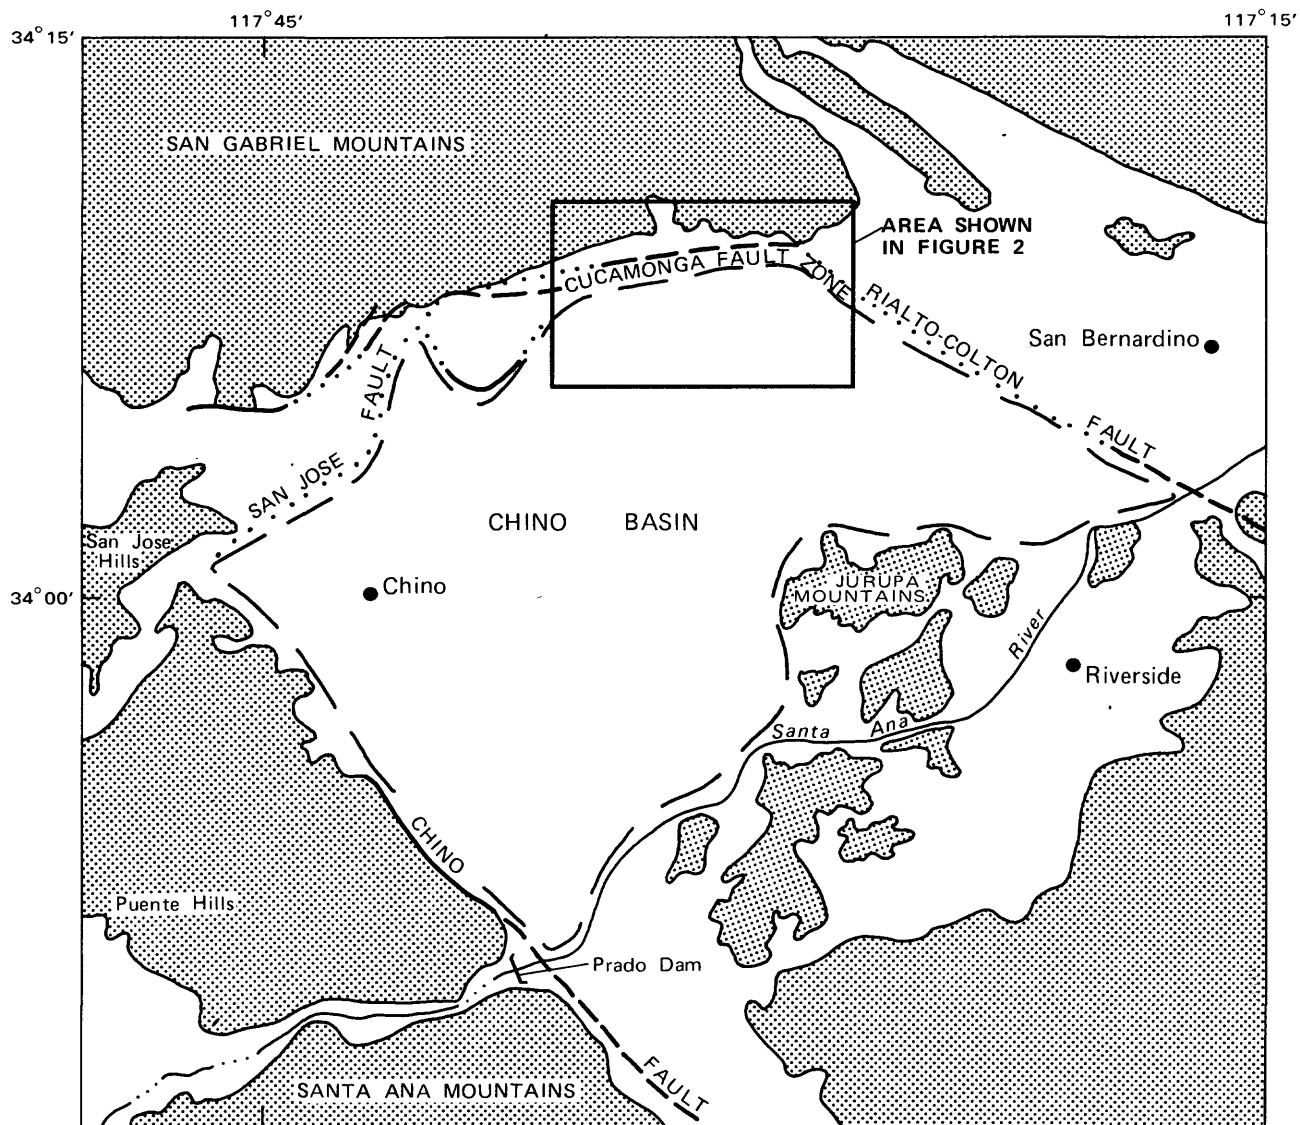 117°45'
117°15'
34°15'
SAN GABRIEL MOUNTAINS
AREA SHOWN
IN FIGURE 2
CUCAMONGA FAULT ZONE
RIALTO-COLTON
FAULT
San Bernardino
SAN JOSE
FAULT
CHINO BASIN
San Jose
Hills
34°00'
Chino
JURUPA
MOUNTAINS
River
Riverside
Santa Ana
CHINO
Puente Hills
Prado Dam
FAULT
SANTA ANA MOUNTAINS